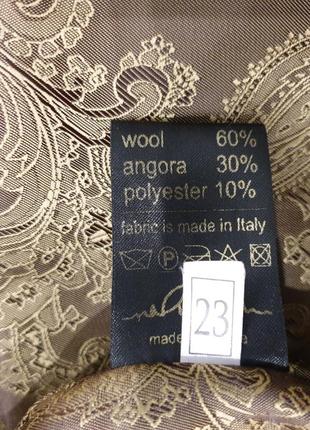 wool 60%
angora 30%
polyester 10%
fabric is made in Italy
P
23
made